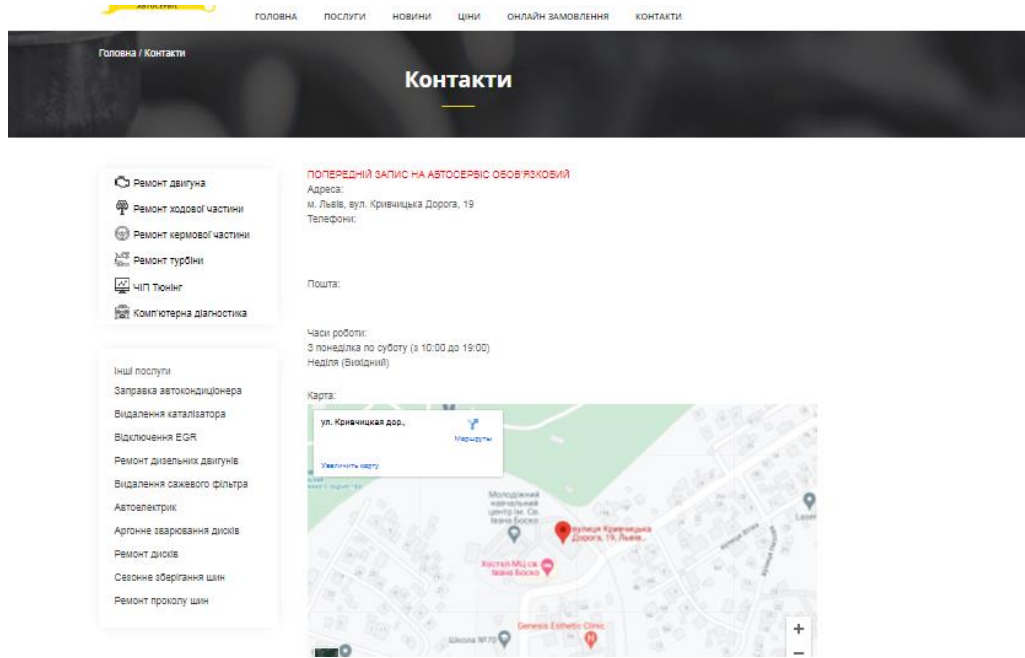 АВТОСЕРВІС
ГОЛОВНА ПОСЛУГИ НОВИНИ ЦІНИ ОНЛАЙН ЗАМОВЛЕННЯ КОНТАКТИ
Головна / Контакти
Контакти
Ремонт двигуна
Ремонт ходової частини
Ремонт кермової частини
Ремонт турбіни
ЧІП Тюнінг
Комп'ютерна діагностика
Інші послуги
Заправка автокондиціонера
Видалення каталізатора
Відключення EGR
Ремонт дизельних двигунів
Видалення сажевого фільтра
Автоелектрик
Аргонне зварювання дисків
Ремонт дисків
Сезонне зберігання шин
Ремонт проколу шин
ПОПЕРЕДНІЙ ЗАПИС НА АВТОСЕРВІС ОБОВ'ЯЗКОВИЙ
Адреса:
м. Львів, вул. Кривчицька Дорога, 19
Телефони:
Пошта:
Часи роботи:
З понеділка по суботу (з 10:00 до 19:00)
Неділя (Вихідний)
Карта:
ул. Кривчицкая дор.,
Маршруты
Увеличить карту
Молодіжний
навчальний
центр ім. Св.
Івана Боско
вулиця Кривчицька
Дорога, 19, Львів...
Хостел МЦ св.
Івана Боско
Genesis Esthetic Clinic
Школа №70
Laser